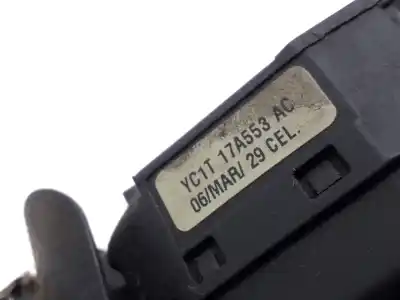 YC1T 17A553 AC
06/MAR/ 29 CEL.